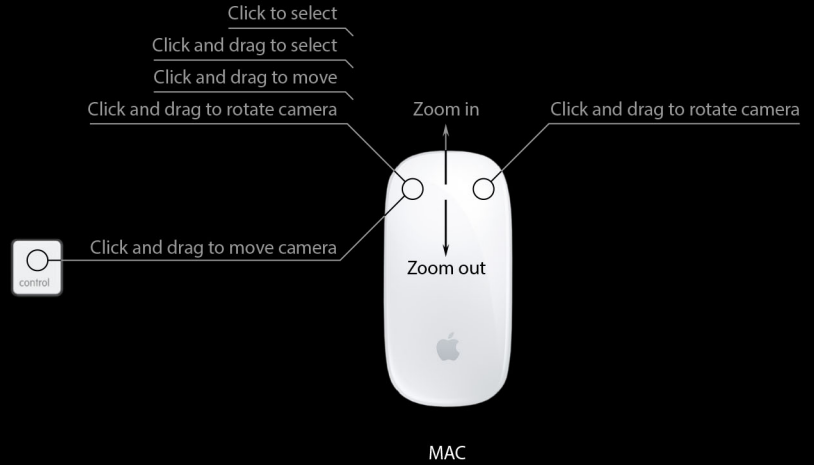 Click to select
Click and drag to select
Click and drag to move
Click and drag to rotate camera
Zoom in
Click and drag to rotate camera
Click and drag to move camera
control
Zoom out
MAC